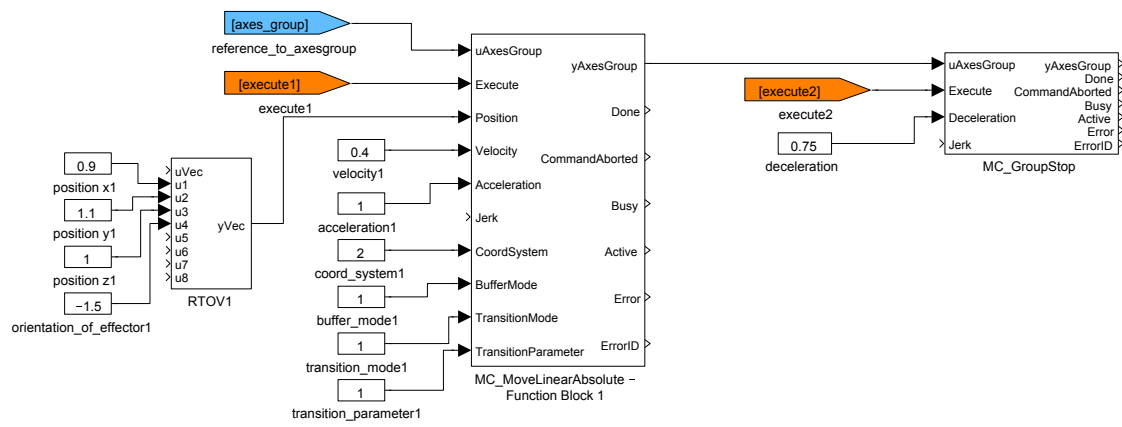 [axes_group]
reference_to_axesgroup
[execute1]
execute1
0.9
position x1
1.1
position y1
1
position z1
−1.5
orientation_of_effector1
uVec
u1
u2
u3
u4
u5
u6
u7
u8
yVec
RTOV1
0.4
velocity1
1
acceleration1
2
coord_system1
1
buffer_mode1
1
transition_mode1
1
transition_parameter1
uAxesGroup
Execute
Position
Velocity
Acceleration
Jerk
CoordSystem
BufferMode
TransitionMode
TransitionParameter
yAxesGroup
Done
CommandAborted
Busy
Active
Error
ErrorID
MC_MoveLinearAbsolute −
Function Block 1
[execute2]
execute2
0.75
deceleration
uAxesGroup
Execute
Deceleration
Jerk
yAxesGroup
Done
CommandAborted
Busy
Active
Error
ErrorID
MC_GroupStop